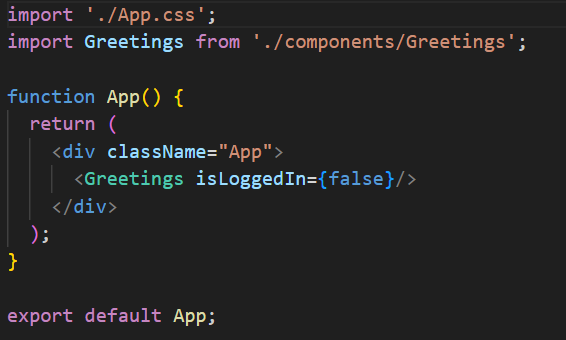 import './App.css';
import Greetings from './components/Greetings';

function App() {
  return (
    <div className="App">
      <Greetings isLoggedIn={false}/>
    </div>
  );
}

export default App;